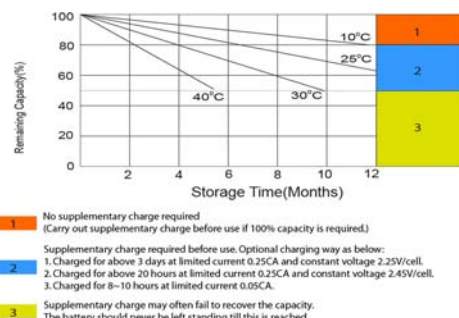 100
80
60
40
20
0
Remaining Capacity(%)
10°C
25°C
30°C
40°C
2 4 6 8 10 12
Storage Time(Months)
1
2
3
1 No supplementary charge required
(Carry out supplementary charge before use if 100% capacity is required.)
Supplementary charge required before use. Optional charging way as below:
2 1. Charged for above 3 days at limited current 0.25CA and constant voltage 2.25V/cell.
2. Charged for above 20 hours at limited current 0.25CA and constant voltage 2.45V/cell.
3. Charged for 8~10 hours at limited current 0.05CA.
3 Supplementary charge may often fail to recover the capacity.
The battery should never be left standing till this is reached.